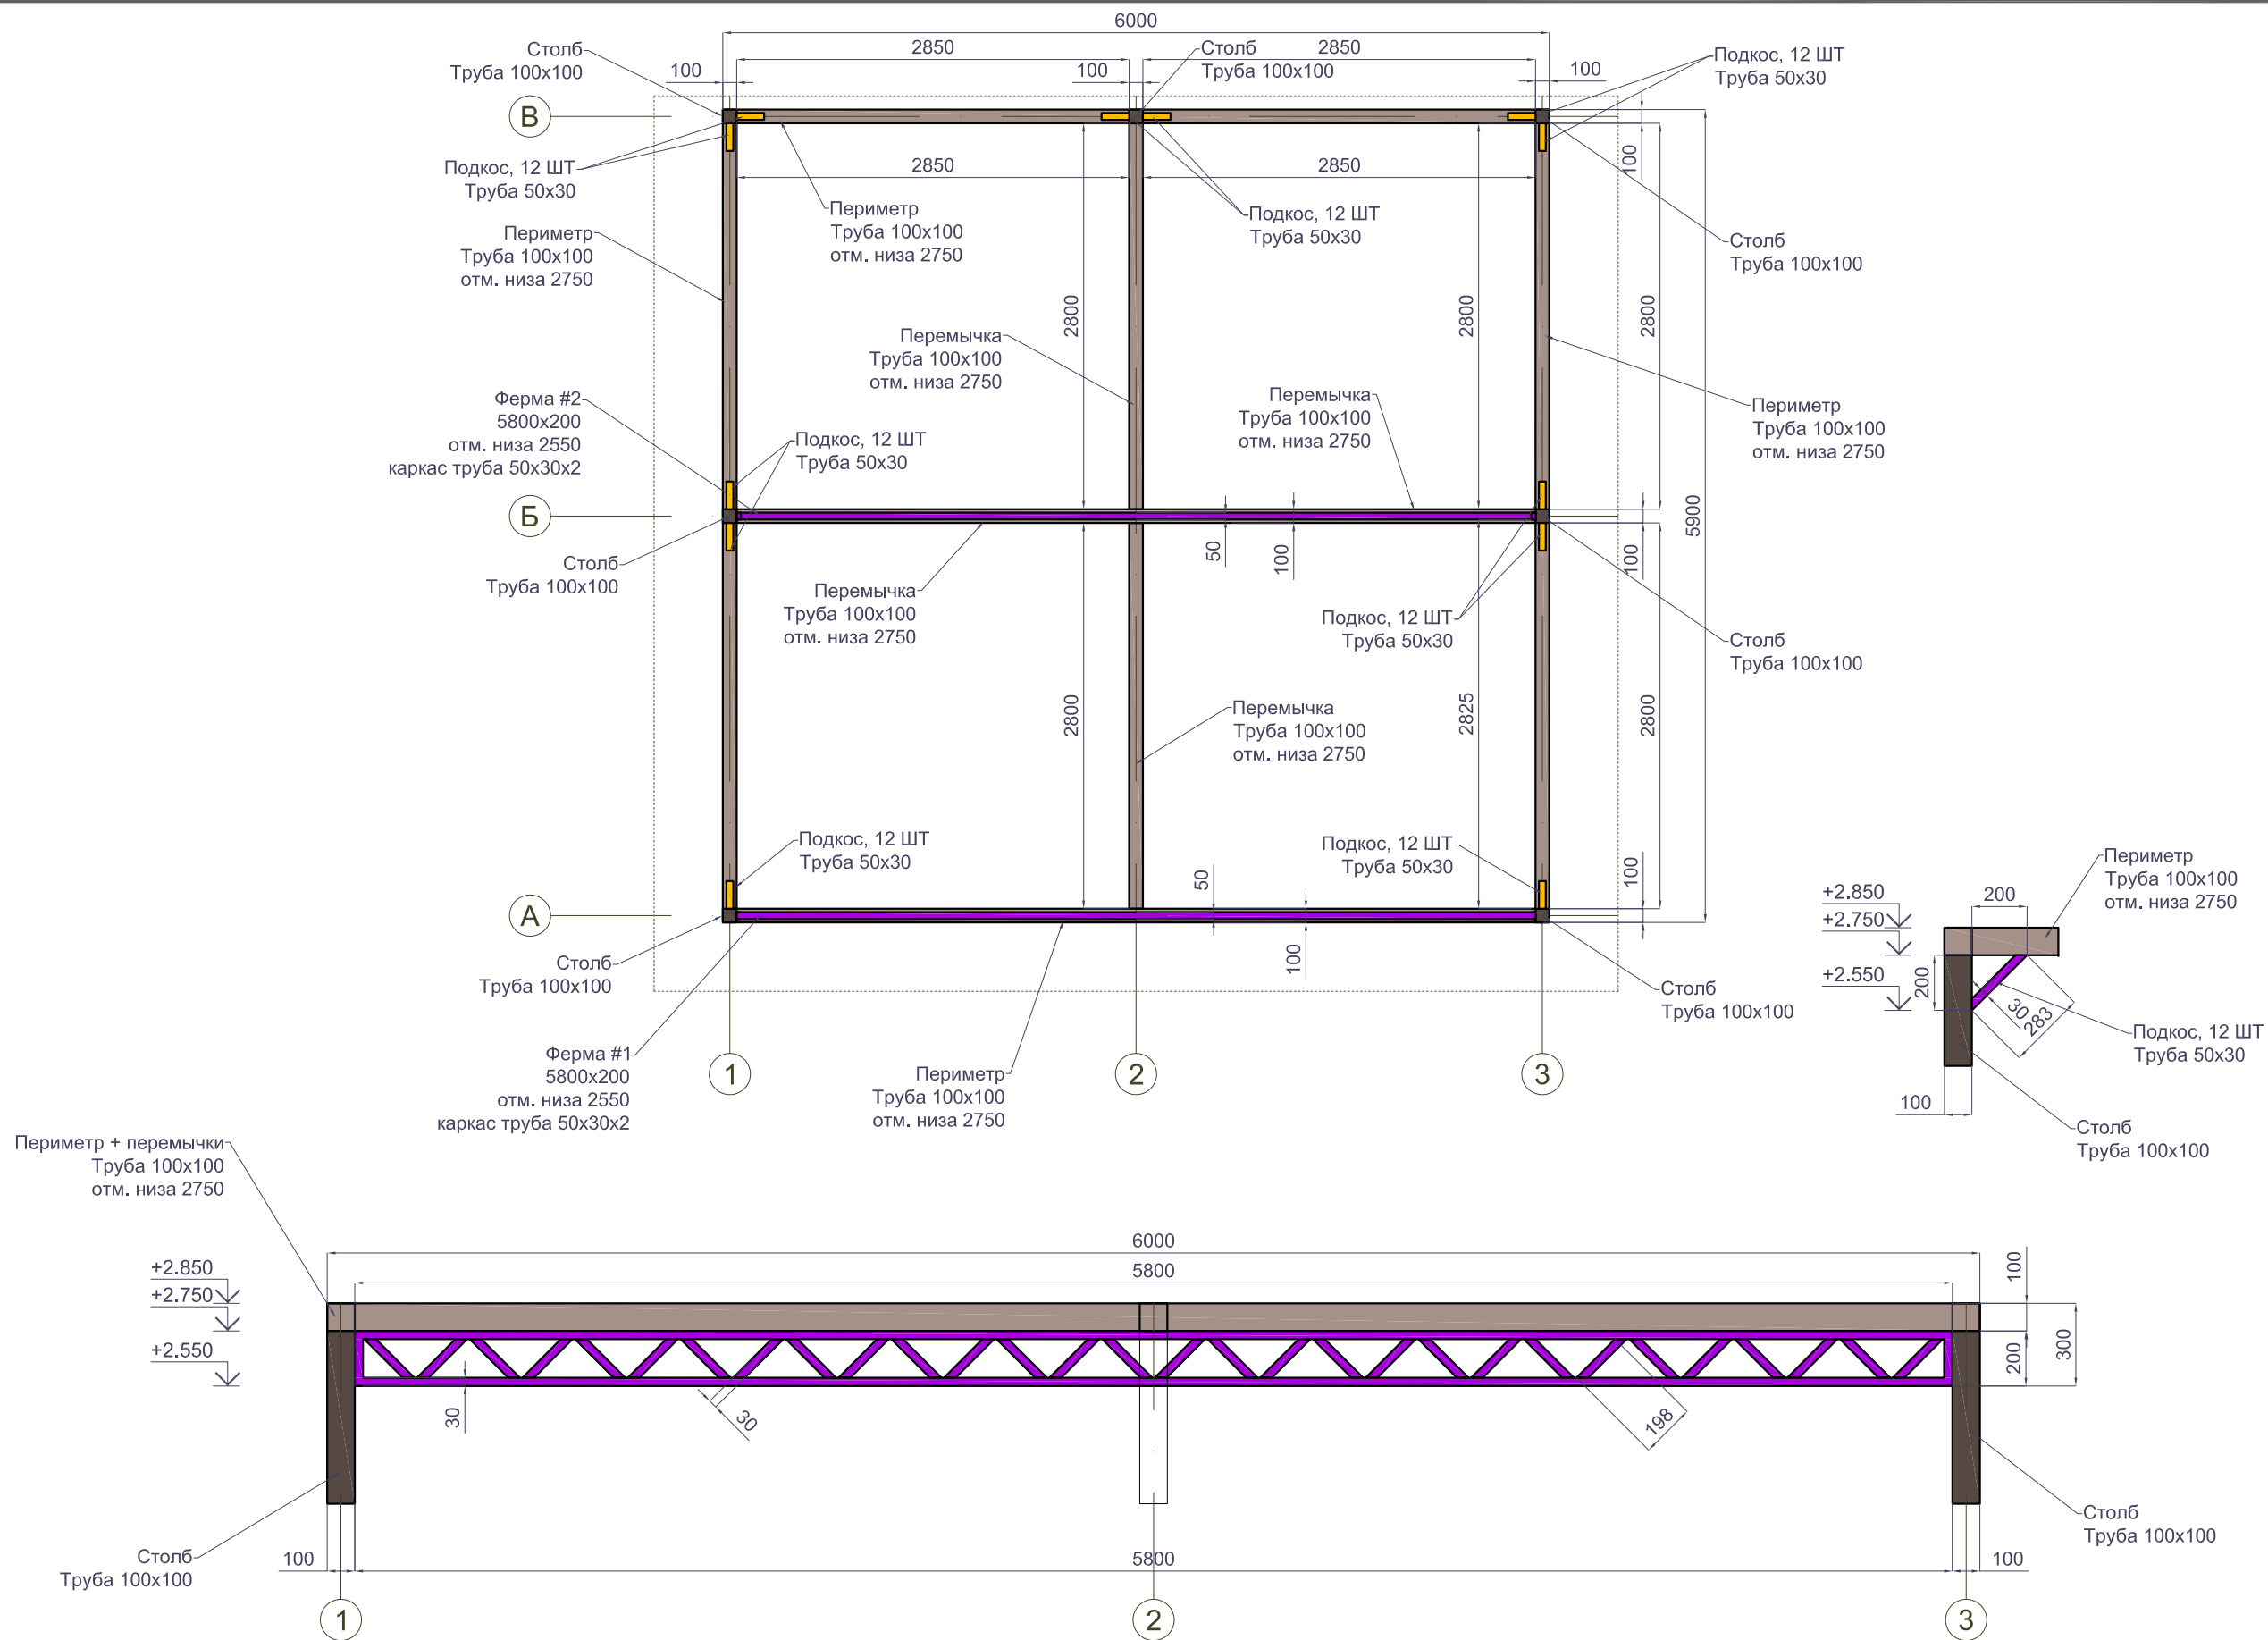 6000
2850
Столб
Труба 100x100
2850
Столб
Труба 100x100
100
100
100
Подкос, 12 ШТ
Труба 50x30
В
Подкос, 12 ШТ
Труба 50x30
2850
2850
100
Периметр
Труба 100x100
отм. низа 2750
Подкос, 12 ШТ
Труба 50x30
Периметр
Труба 100x100
отм. низа 2750
Столб
Труба 100x100
2800
2800
2800
Перемычка
Труба 100x100
отм. низа 2750
Ферма #2
5800x200
отм. низа 2550
каркас труба 50x30x2
Перемычка
Труба 100x100
отм. низа 2750
Периметр
Труба 100x100
отм. низа 2750
Подкос, 12 ШТ
Труба 50x30
Б
5900
50
100
100
Столб
Труба 100x100
Перемычка
Труба 100x100
отм. низа 2750
Подкос, 12 ШТ
Труба 50x30
Столб
Труба 100x100
2800
2825
2800
Перемычка
Труба 100x100
отм. низа 2750
Подкос, 12 ШТ
Труба 50x30
Подкос, 12 ШТ
Труба 50x30
50
100
100
А
Столб
Труба 100x100
Столб
Труба 100x100
Ферма #1
5800x200
отм. низа 2550
каркас труба 50x30x2
1
2
3
Периметр
Труба 100x100
отм. низа 2750
Периметр
Труба 100x100
отм. низа 2750
+2.850
+2.750
+2.550
200
200
30
283
100
Подкос, 12 ШТ
Труба 50x30
Столб
Труба 100x100
Периметр + перемычки
Труба 100x100
отм. низа 2750
6000
5800
+2.850
+2.750
+2.550
100
200
300
30
30
198
Столб
Труба 100x100
Столб
Труба 100x100
100
5800
100
1
2
3